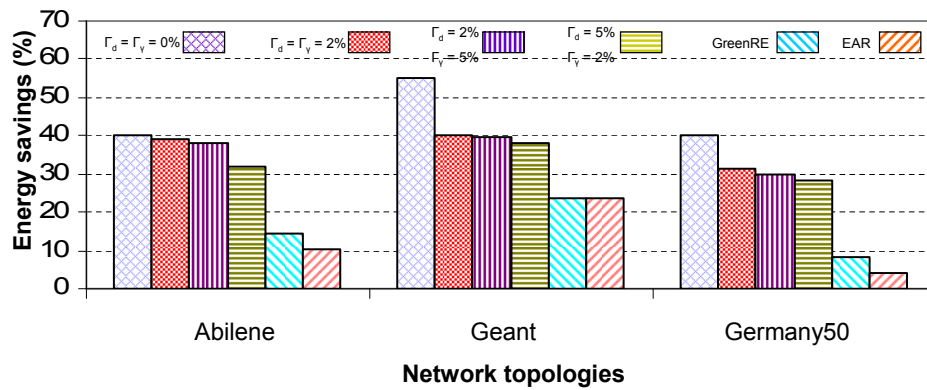 70
60
50
40
30
20
10
0
Energy savings (%)
Γd = Γγ = 0%
Γd = Γγ = 2%
Γd = 2%
Γγ = 5%
Γd = 5%
Γγ = 2%
GreenRE
EAR
Abilene
Geant
Germany50
Network topologies